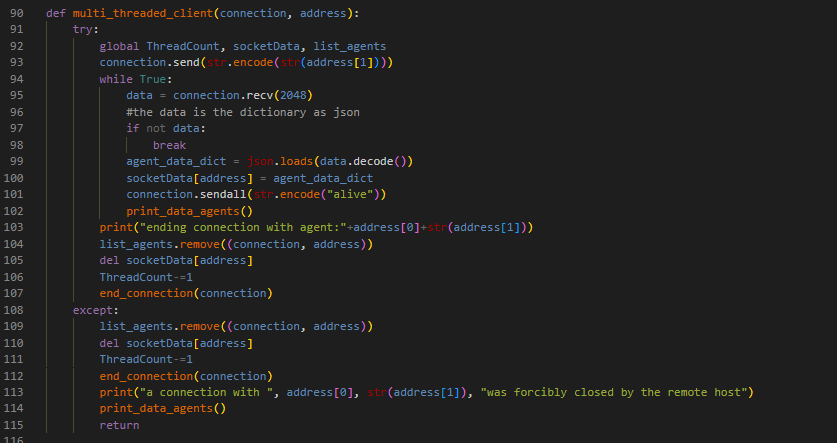 90 def multi_threaded_client(connection, address):
91     try:
92         global ThreadCount, socketData, list_agents
93         connection.send(str.encode(str(address[1])))
94         while True:
95             data = connection.recv(2048)
96             #the data is the dictionary as json
97             if not data:
98                 break
99             agent_data_dict = json.loads(data.decode())
100             socketData[address] = agent_data_dict
101             connection.sendall(str.encode("alive"))
102             print_data_agents()
103         print("ending connection with agent:"+address[0]+str(address[1]))
104         list_agents.remove((connection, address))
105         del socketData[address]
106         ThreadCount-=1
107         end_connection(connection)
108     except:
109         list_agents.remove((connection, address))
110         del socketData[address]
111         ThreadCount-=1
112         end_connection(connection)
113         print("a connection with ", address[0], str(address[1]), "was forcibly closed by the remote host")
114         print_data_agents()
115         return
116